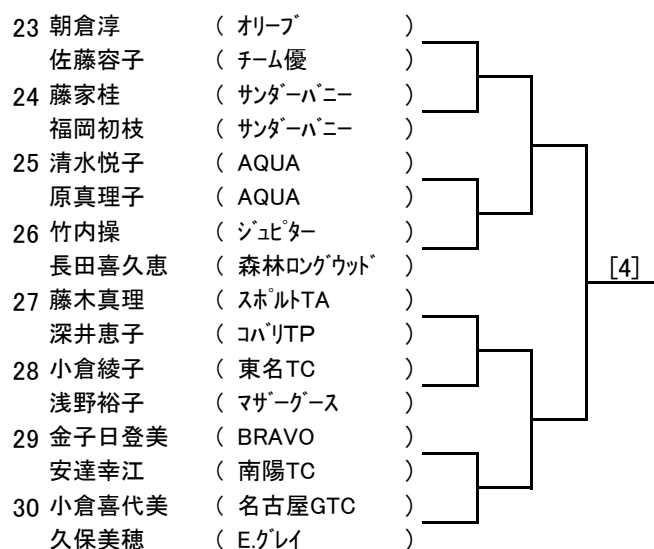 23 朝倉淳 ( ｵﾘｰﾌﾞ )
佐藤容子 ( ﾁｰﾑ優 )
24 藤家桂 ( ｻﾝﾀﾞｰﾊﾞﾆｰ )
福岡初枝 ( ｻﾝﾀﾞｰﾊﾞﾆｰ )
25 清水悦子 ( AQUA )
原真理子 ( AQUA )
26 竹内操 ( ｼﾞｭﾋﾟﾀｰ )
長田喜久恵 ( 森林ﾛﾝｸﾞｳｯﾄﾞ )
[4]
27 藤木真理 ( ｽﾎﾟﾙﾄTA )
深井恵子 ( ｺﾊﾞﾘTP )
28 小倉綾子 ( 東名TC )
浅野裕子 ( ﾏｻﾞｰｸﾞｰｽ )
29 金子日登美 ( BRAVO )
安達幸江 ( 南陽TC )
30 小倉喜代美 ( 名古屋GTC )
久保美穂 ( E.ｸﾞﾚｲ )